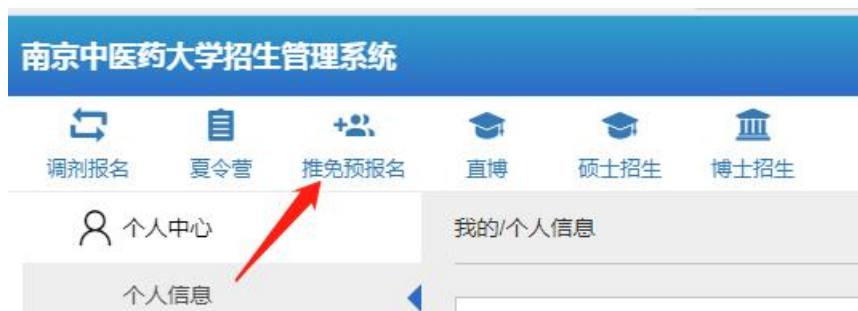 南京中医药大学招生管理系统
调剂报名 夏令营 推免预报名 直博 硕士招生 博士招生
个人中心 我的/个人信息
个人信息